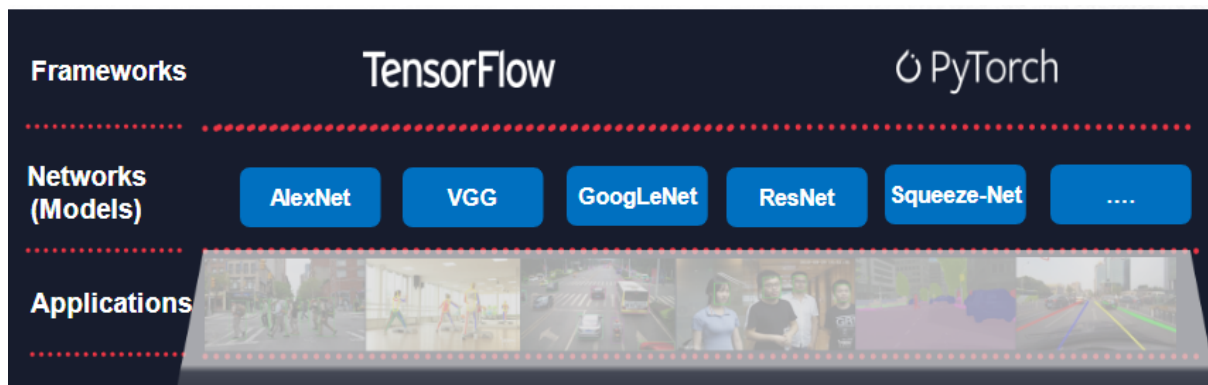 Frameworks
TensorFlow
PyTorch
Networks
(Models)
AlexNet
VGG
GoogLeNet
ResNet
Squeeze-Net
....
Applications